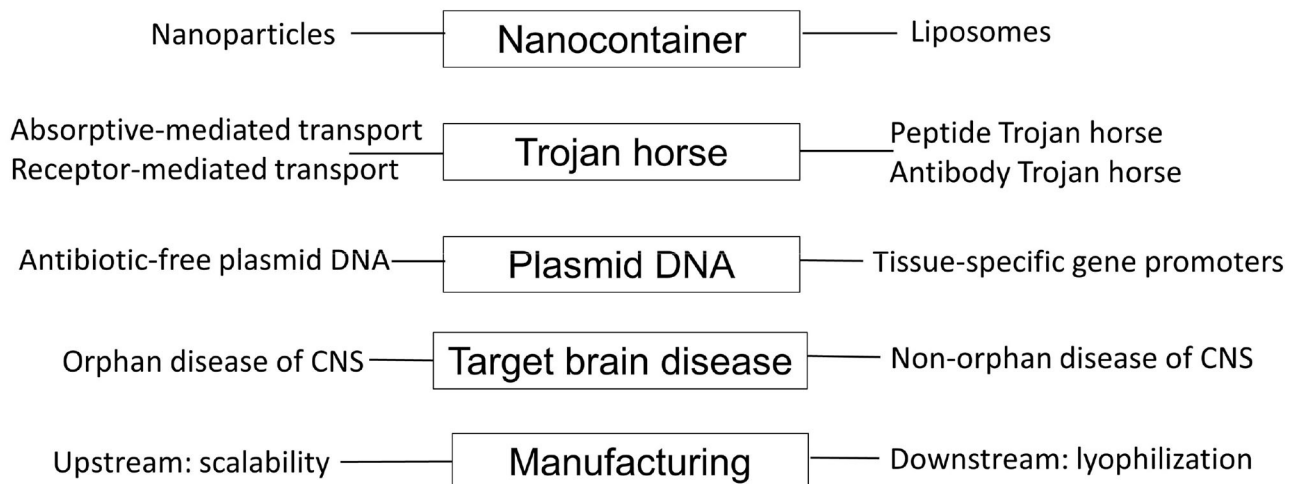 Nanoparticles
Nanocontainer
Liposomes
Absorptive-mediated transport
Receptor-mediated transport
Trojan horse
Peptide Trojan horse
Antibody Trojan horse
Antibiotic-free plasmid DNA
Plasmid DNA
Tissue-specific gene promoters
Orphan disease of CNS
Target brain disease
Non-orphan disease of CNS
Upstream: scalability
Manufacturing
Downstream: lyophilization